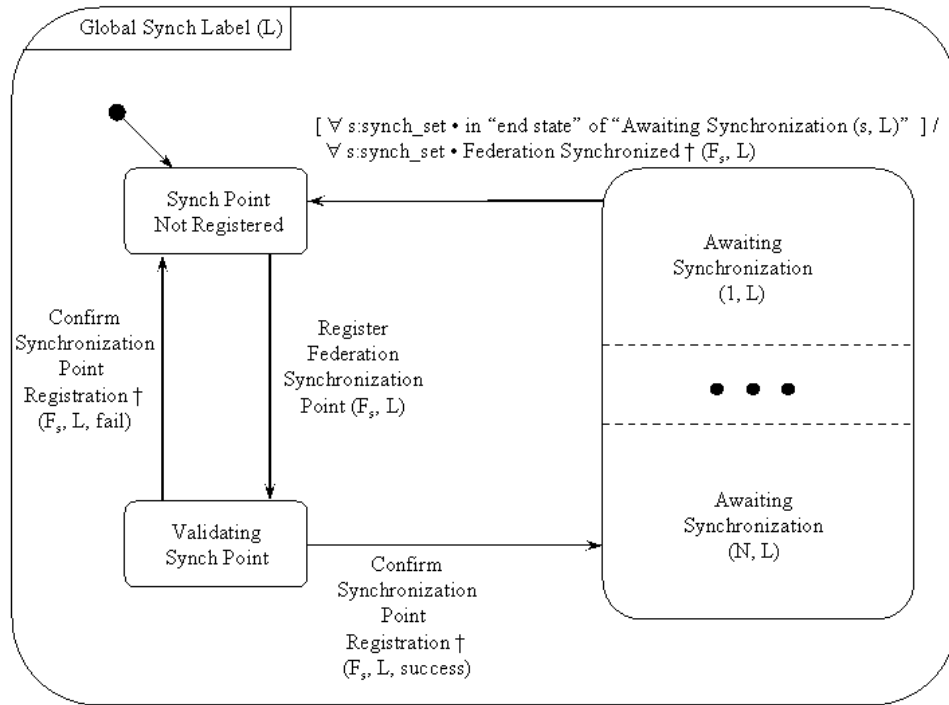 Global Synch Label (L)
[ ∀ s:synch_set • in “end state” of “Awaiting Synchronization (s, L)” ] /
∀ s:synch_set • Federation Synchronized † (Fs, L)
Synch Point
Not Registered
Awaiting
Synchronization
(1, L)
Confirm
Synchronization
Point
Registration †
(Fs, L, fail)
Register
Federation
Synchronization
Point (Fs, L)
Validating
Synch Point
Awaiting
Synchronization
(N, L)
Confirm
Synchronization
Point
Registration †
(Fs, L, success)